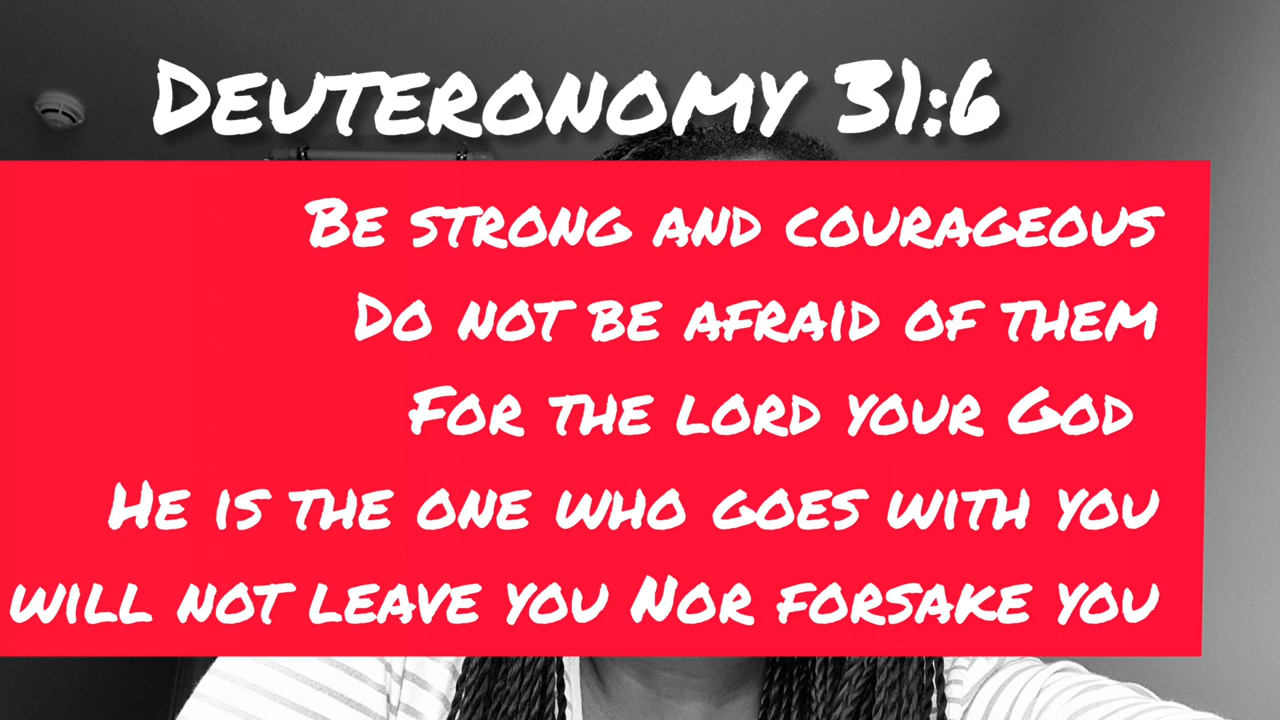 Deuteronomy 31:6
Be strong and courageous
Do not be afraid of them
For the lord your God
He is the one who goes with you
will not leave you Nor forsake you